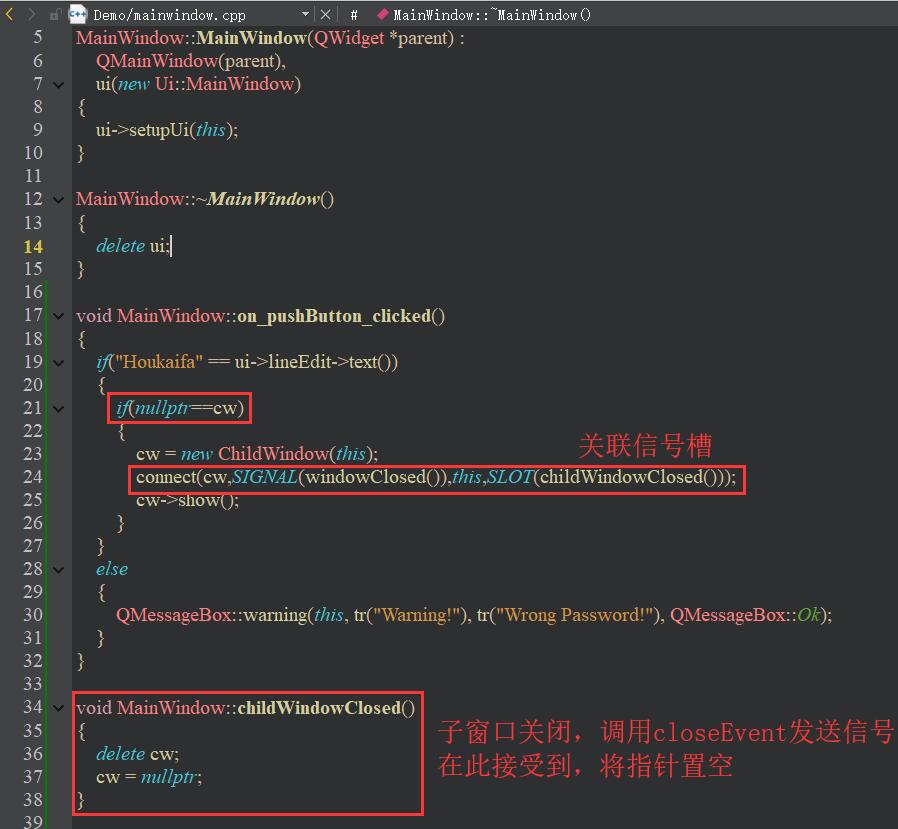 Demo/mainwindow.cpp # MainWindow::~MainWindow()
5 MainWindow::MainWindow(QWidget *parent) :
6 QMainWindow(parent),
7 ui(new Ui::MainWindow)
8 {
9 ui->setupUi(this);
10 }
11
12 MainWindow::~MainWindow()
13 {
14 delete ui;
15 }
16
17 void MainWindow::on_pushButton_clicked()
18 {
19 if("Houkaifa" == ui->lineEdit->text())
20 {
21 if(nullptr==cw)
22 {
23 cw = new ChildWindow(this);
关联信号槽
24 connect(cw,SIGNAL(windowClosed()),this,SLOT(childWindowClosed()));
25 cw->show();
26 }
27 }
28 else
29 {
30 QMessageBox::warning(this, tr("Warning!"), tr("Wrong Password!"), QMessageBox::Ok);
31 }
32 }
33
34 void MainWindow::childWindowClosed()
35 {
36 delete cw;
37 cw = nullptr;
38 }
子窗口关闭，调用closeEvent发送信号
在此接受到，将指针置空
39